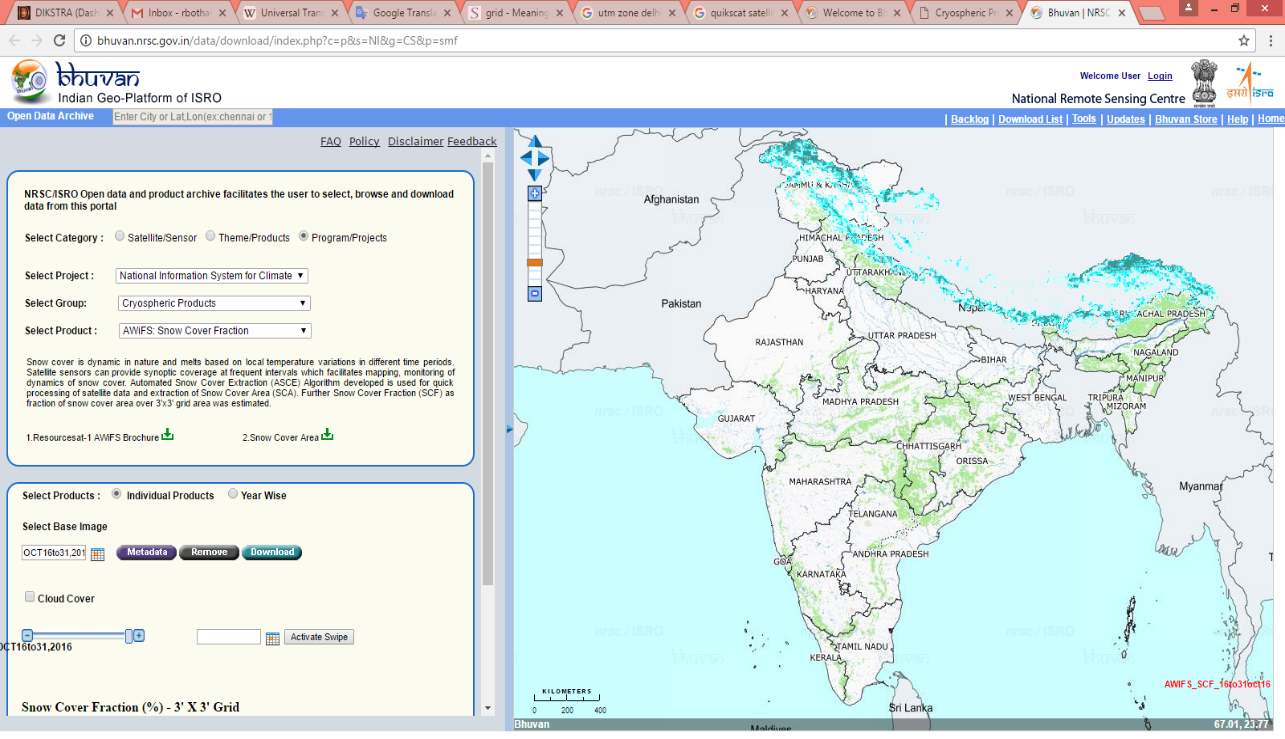 DIKSTRA (Dash
Inbox - rbotha
Universal Trans
Google Transla
grid - Meaning
utm zone delh
quikscat satelli
Welcome to B
Cryospheric Pr
Bhuvan | NRSC
bhuvan.nrsc.gov.in/data/download/index.php?c=p&s=NI&g=CS&p=smf
bhuvan
Indian Geo-Platform of ISRO
Welcome User Login
National Remote Sensing Centre
इसरो isro
Open Data Archive
Enter City or Lat,Lon(ex:chennai or 1
| Backlog | Download List | Tools | Updates | Bhuvan Store | Help | Home
FAQ Policy Disclaimer Feedback
NRSC/ISRO Open data and product archive facilitates the user to select, browse and download
data from this portal
Select Category : Satellite/Sensor Theme/Products Program/Projects
Select Project : National Information System for Climate
Select Group: Cryospheric Products
Select Product : AWiFS: Snow Cover Fraction
Snow cover is dynamic in nature and melts based on local temperature variations in different time periods.
Satellite sensors can provide synoptic coverage at frequent intervals which facilitates mapping, monitoring of
dynamics of snow cover. Automated Snow Cover Extraction (ASCE) Algorithm developed is used for quick
processing of satellite data and extraction of Snow Cover Area (SCA). Further Snow Cover Fraction (SCF) as
fraction of snow cover area over 3'x3' grid area was estimated.
1.Resourcesat-1 AWiFS Brochure
2.Snow Cover Area
Select Products : Individual Products Year Wise
Select Base Image
OCT16to31,201
Metadata
Remove
Download
Cloud Cover
Activate Swipe
OCT16to31,2016
Snow Cover Fraction (%) - 3' X 3' Grid
Afghanistan
HIMACHAL PRADESH
PUNJAB
UTTARAKH
HARYANA
Pakistan
Nepal
RAJASTHAN
UTTAR PRADESH
BIHAR
NAGALAND
MANIPUR
TRIPURA
MIZORAM
WEST BENGAL
MADHYA PRADESH
GUJARAT
CHHATTISGARH
ORISSA
MAHARASHTRA
Myanmar
TELANGANA
ANDHRA PRADESH
GOA
KARNATAKA
TAMIL NADU
KERALA
Sri Lanka
Maldives
nrsc / ISRO
bhuvan
KILOMETERS
0 200 400
AWIFS_SCF_16to31oct16
Bhuvan
67.01, 23.77